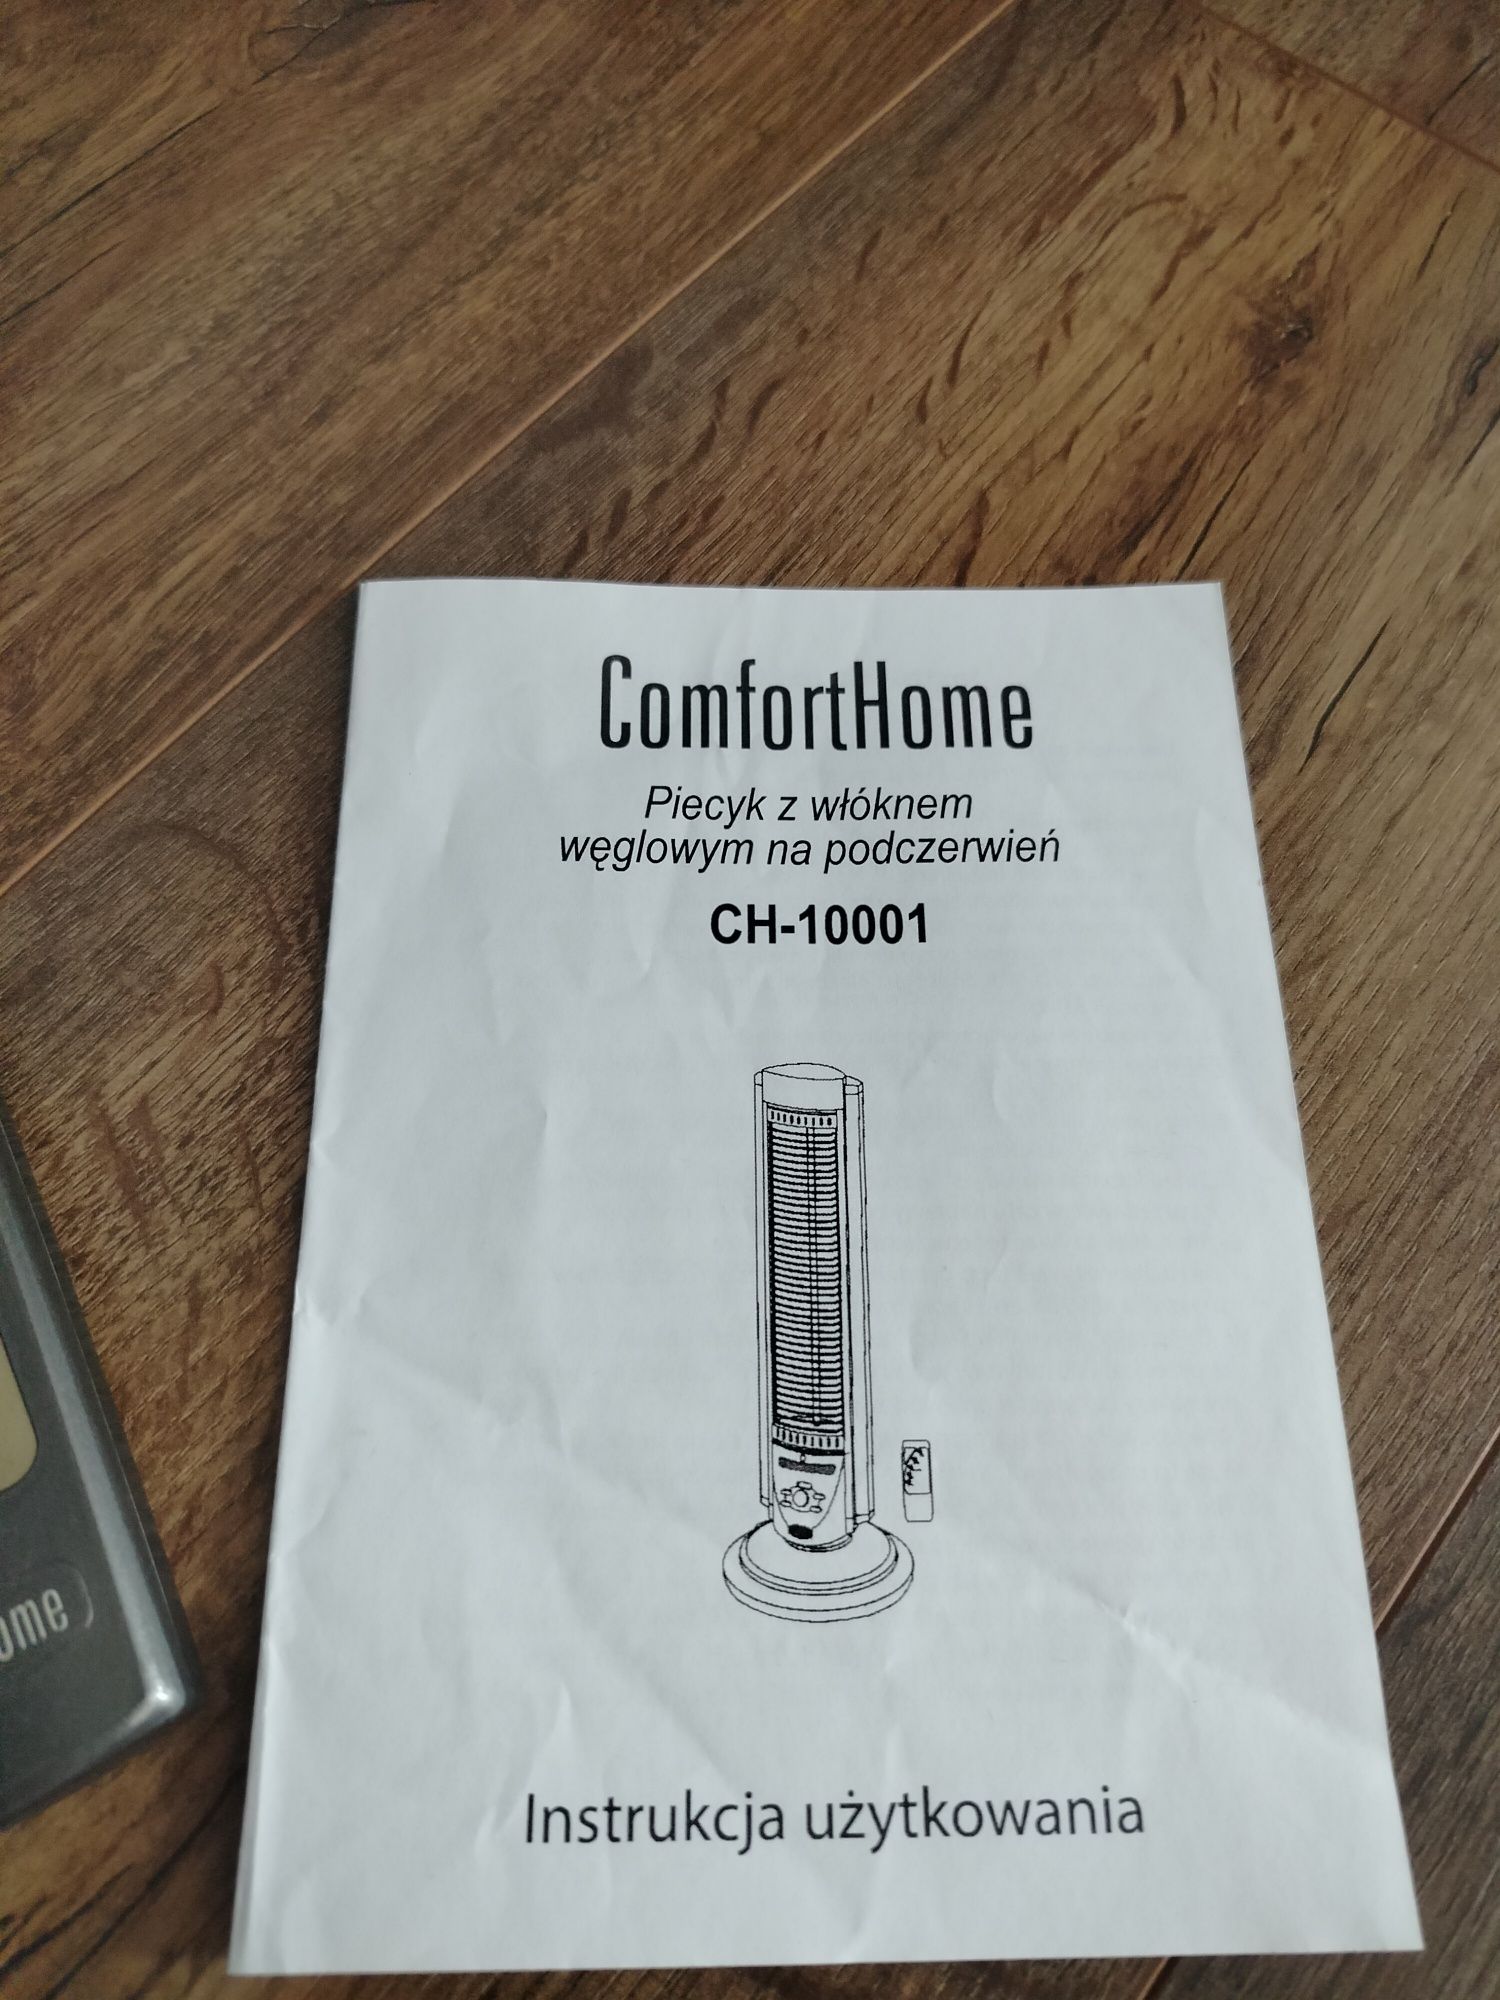 ComfortHome
Piecyk z włóknem
węglowym na podczerwień
CH-10001
Instrukcja użytkowania